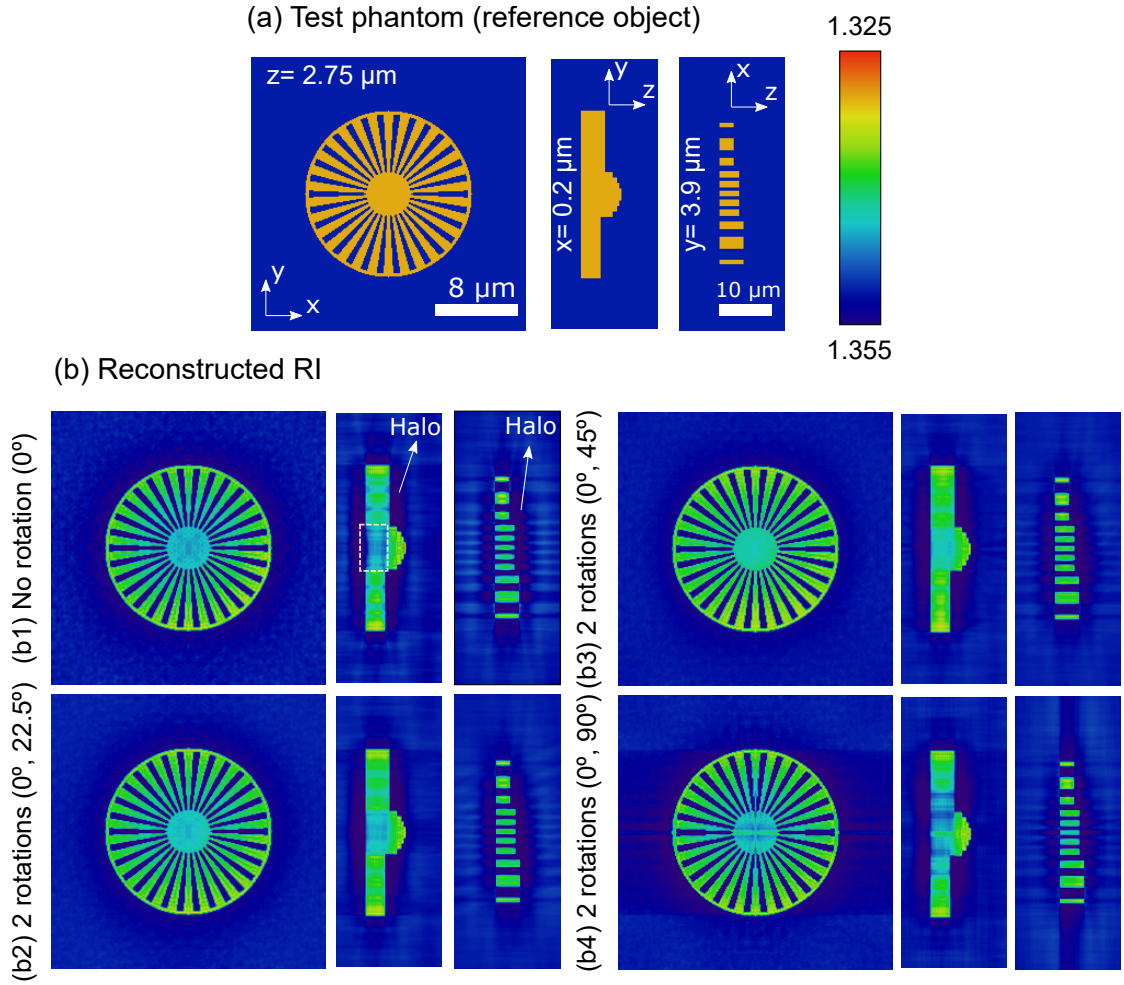 (a) Test phantom (reference object)
z= 2.75 µm
y
x
8 µm
x= 0.2 µm
y
z
y= 3.9 µm
x
z
10 µm
1.325
1.355
(b) Reconstructed RI
(b1) No rotation (0º)
Halo
Halo
(b3) 2 rotations (0º, 45º)
(b2) 2 rotations (0º, 22.5º)
(b4) 2 rotations (0º, 90º)